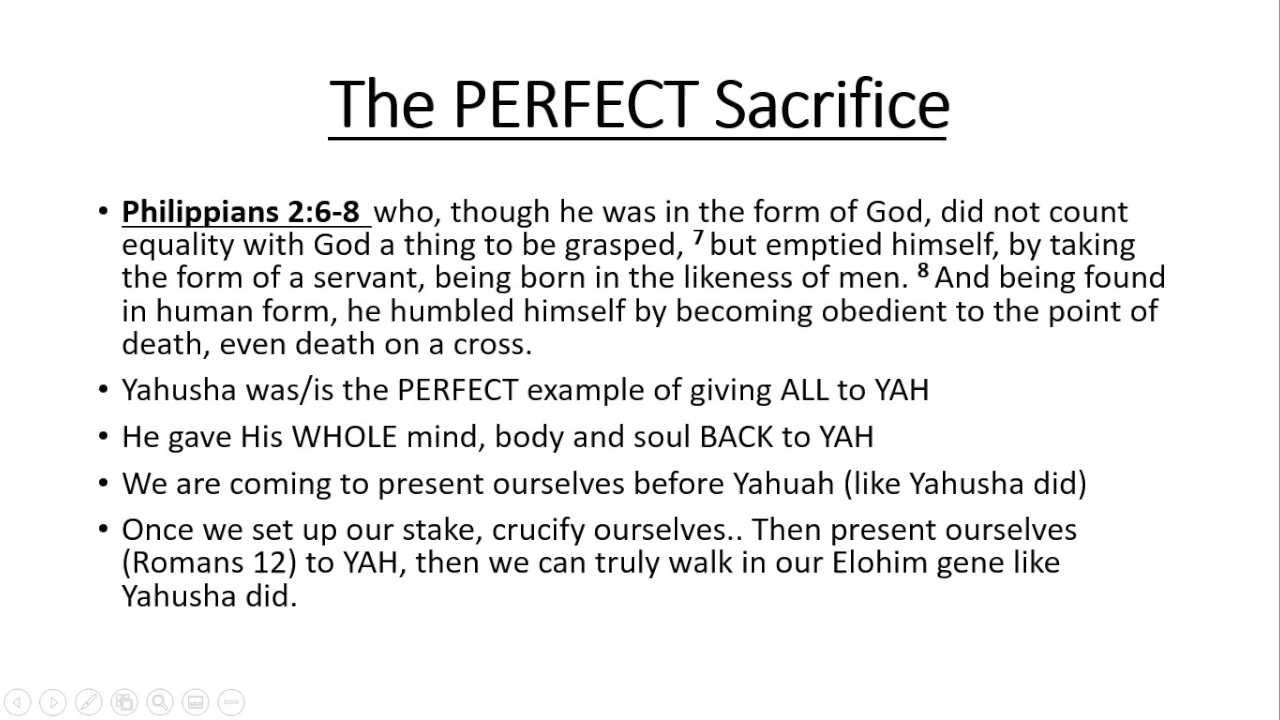 The PERFECT Sacrifice
• Philippians 2:6-8 who, though he was in the form of God, did not count
equality with God a thing to be grasped, ⁷ but emptied himself, by taking
the form of a servant, being born in the likeness of men. ⁸ And being found
in human form, he humbled himself by becoming obedient to the point of
death, even death on a cross.
• Yahusha was/is the PERFECT example of giving ALL to YAH
• He gave His WHOLE mind, body and soul BACK to YAH
• We are coming to present ourselves before Yahuah (like Yahusha did)
• Once we set up our stake, crucify ourselves.. Then present ourselves
(Romans 12) to YAH, then we can truly walk in our Elohim gene like
Yahusha did.